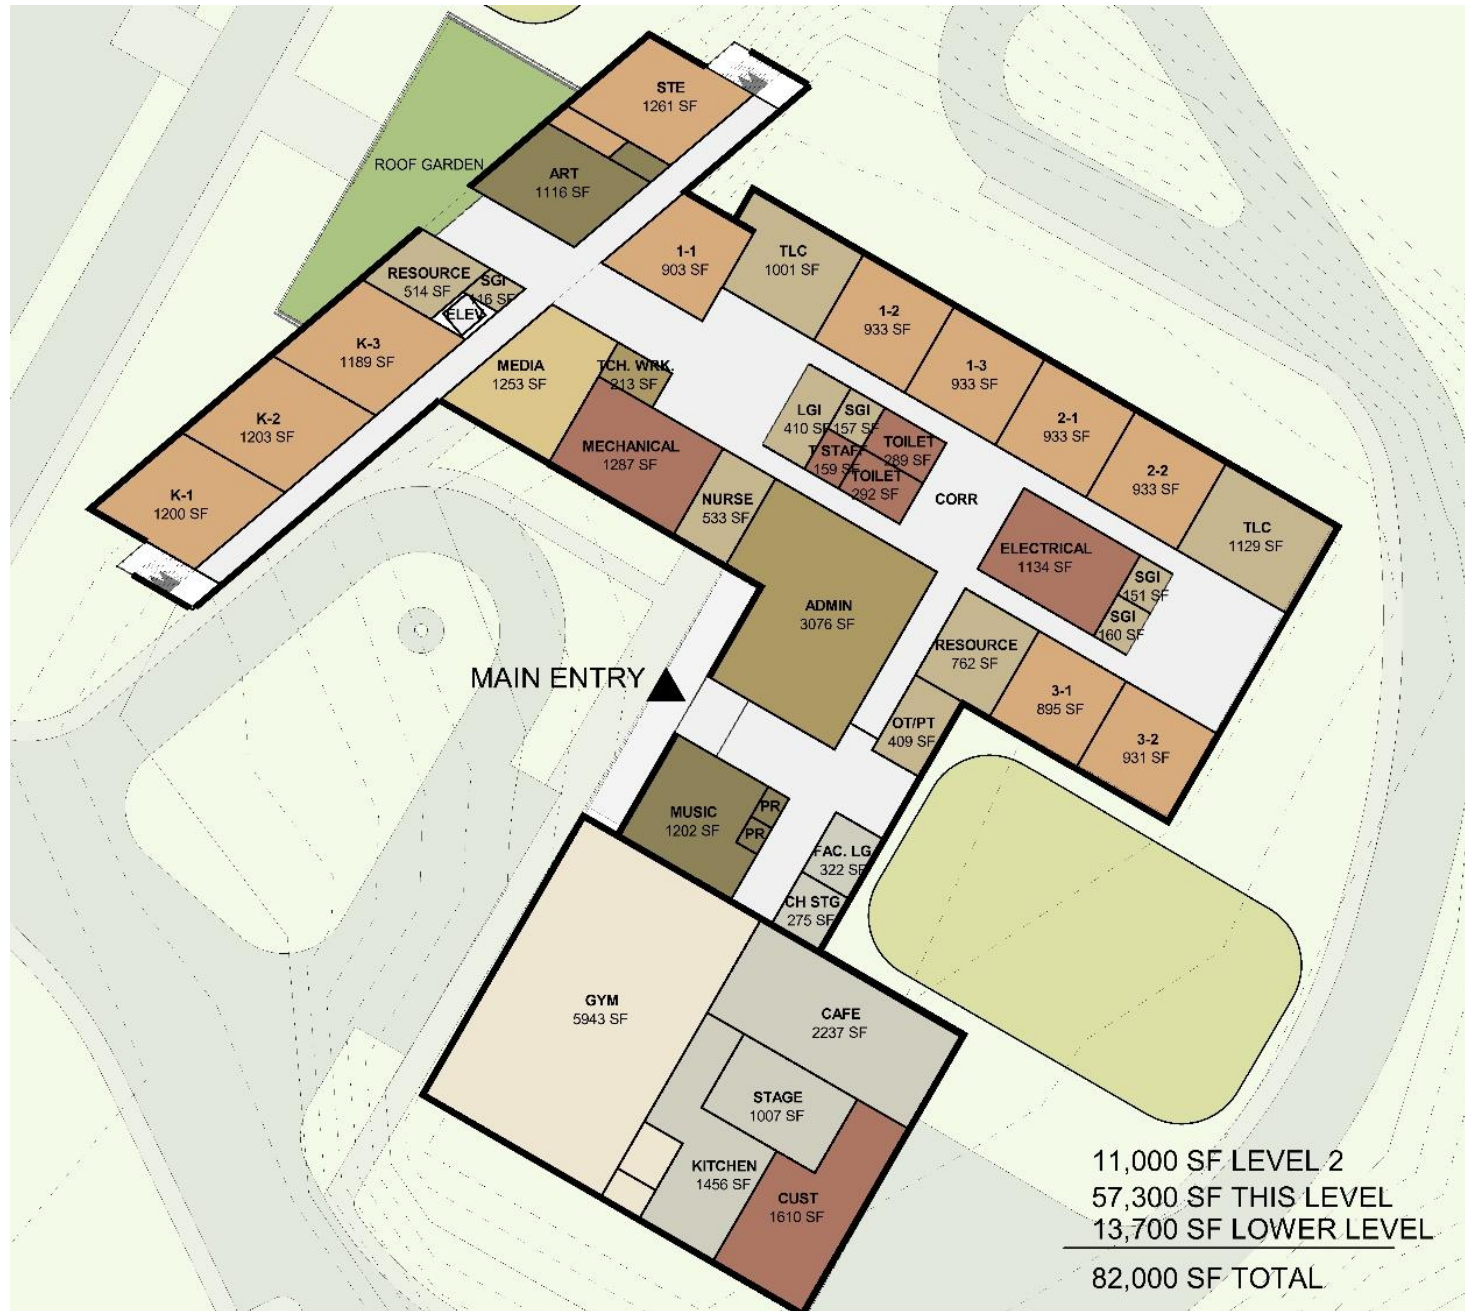 STE
1261 SF
ROOF GARDEN
ART
1116 SF
1-1
903 SF
TLC
1001 SF
RESOURCE
514 SF
SGI
116 SF
ELEV
1-2
933 SF
K-3
1189 SF
MEDIA
1253 SF
TCH. WRK.
213 SF
1-3
933 SF
K-2
1203 SF
LGI
410 SF
SGI
157 SF
2-1
933 SF
MECHANICAL
1287 SF
TOILET
289 SF
T STAFF
159 SF
TOILET
292 SF
2-2
933 SF
K-1
1200 SF
NURSE
533 SF
CORR
TLC
1129 SF
ELECTRICAL
1134 SF
SGI
151 SF
SGI
160 SF
ADMIN
3076 SF
RESOURCE
762 SF
MAIN ENTRY
3-1
895 SF
OT/PT
409 SF
3-2
931 SF
MUSIC
1202 SF
PR
PR
FAC. LG
322 SF
CH STG
275 SF
GYM
5943 SF
CAFE
2237 SF
STAGE
1007 SF
KITCHEN
1456 SF
CUST
1610 SF
11,000 SF LEVEL 2
57,300 SF THIS LEVEL
13,700 SF LOWER LEVEL
82,000 SF TOTAL